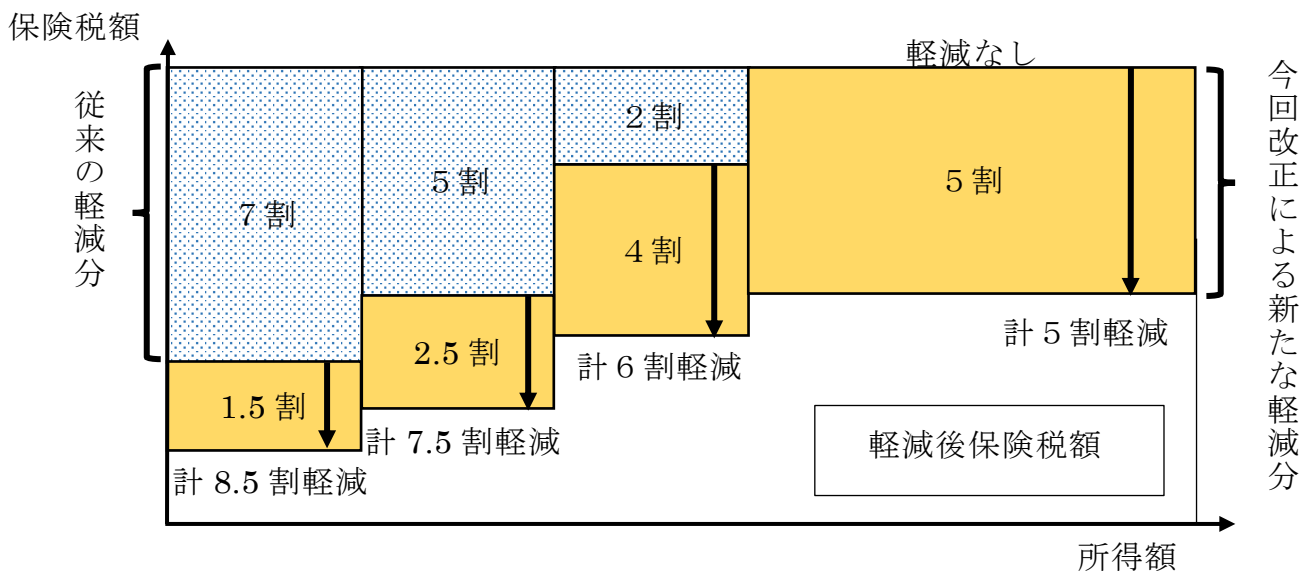 保険税額
軽減なし
従来の軽減分
7割
5割
2割
5割
4割
1.5割
2.5割
計8.5割軽減
計7.5割軽減
計6割軽減
計5割軽減
軽減後保険税額
今回改正による新たな軽減分
所得額